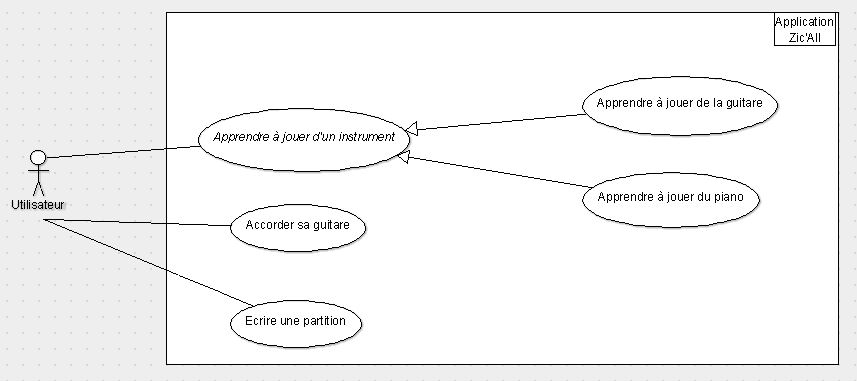 Application
Zic'All
Apprendre à jouer de la guitare
Apprendre à jouer d'un instrument
Apprendre à jouer du piano
Utilisateur
Accorder sa guitare
Ecrire une partition